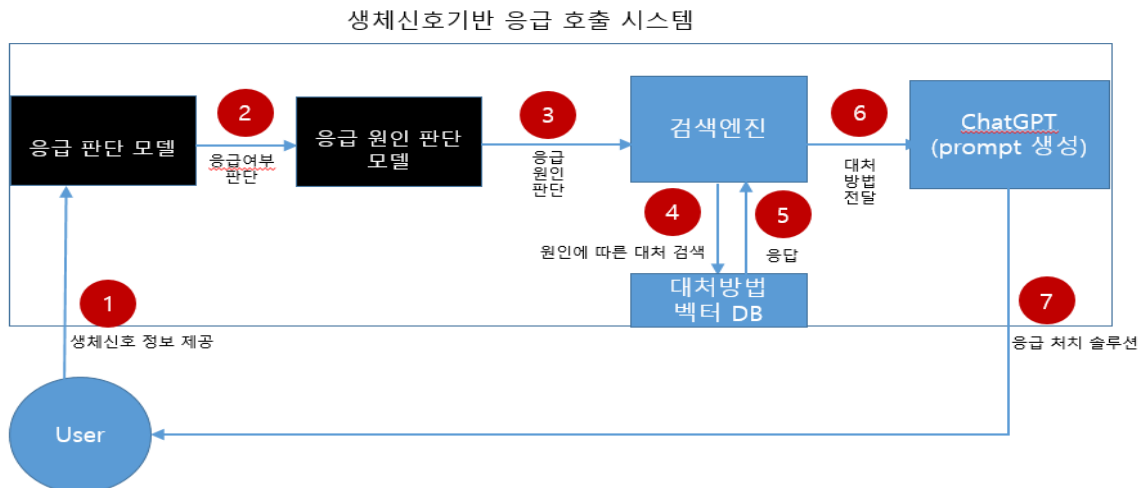 생체신호기반 응급 호출 시스템
응급 판단 모델
2
응급여부
판단
응급 원인 판단
모델
3
응급
원인
판단
검색엔진
6
대처
방법
전달
ChatGPT
(prompt 생성)
4
원인에 따른 대처 검색
5
응답
대처방법
벡터 DB
1
생체신호 정보 제공
7
응급 처치 솔루션
User